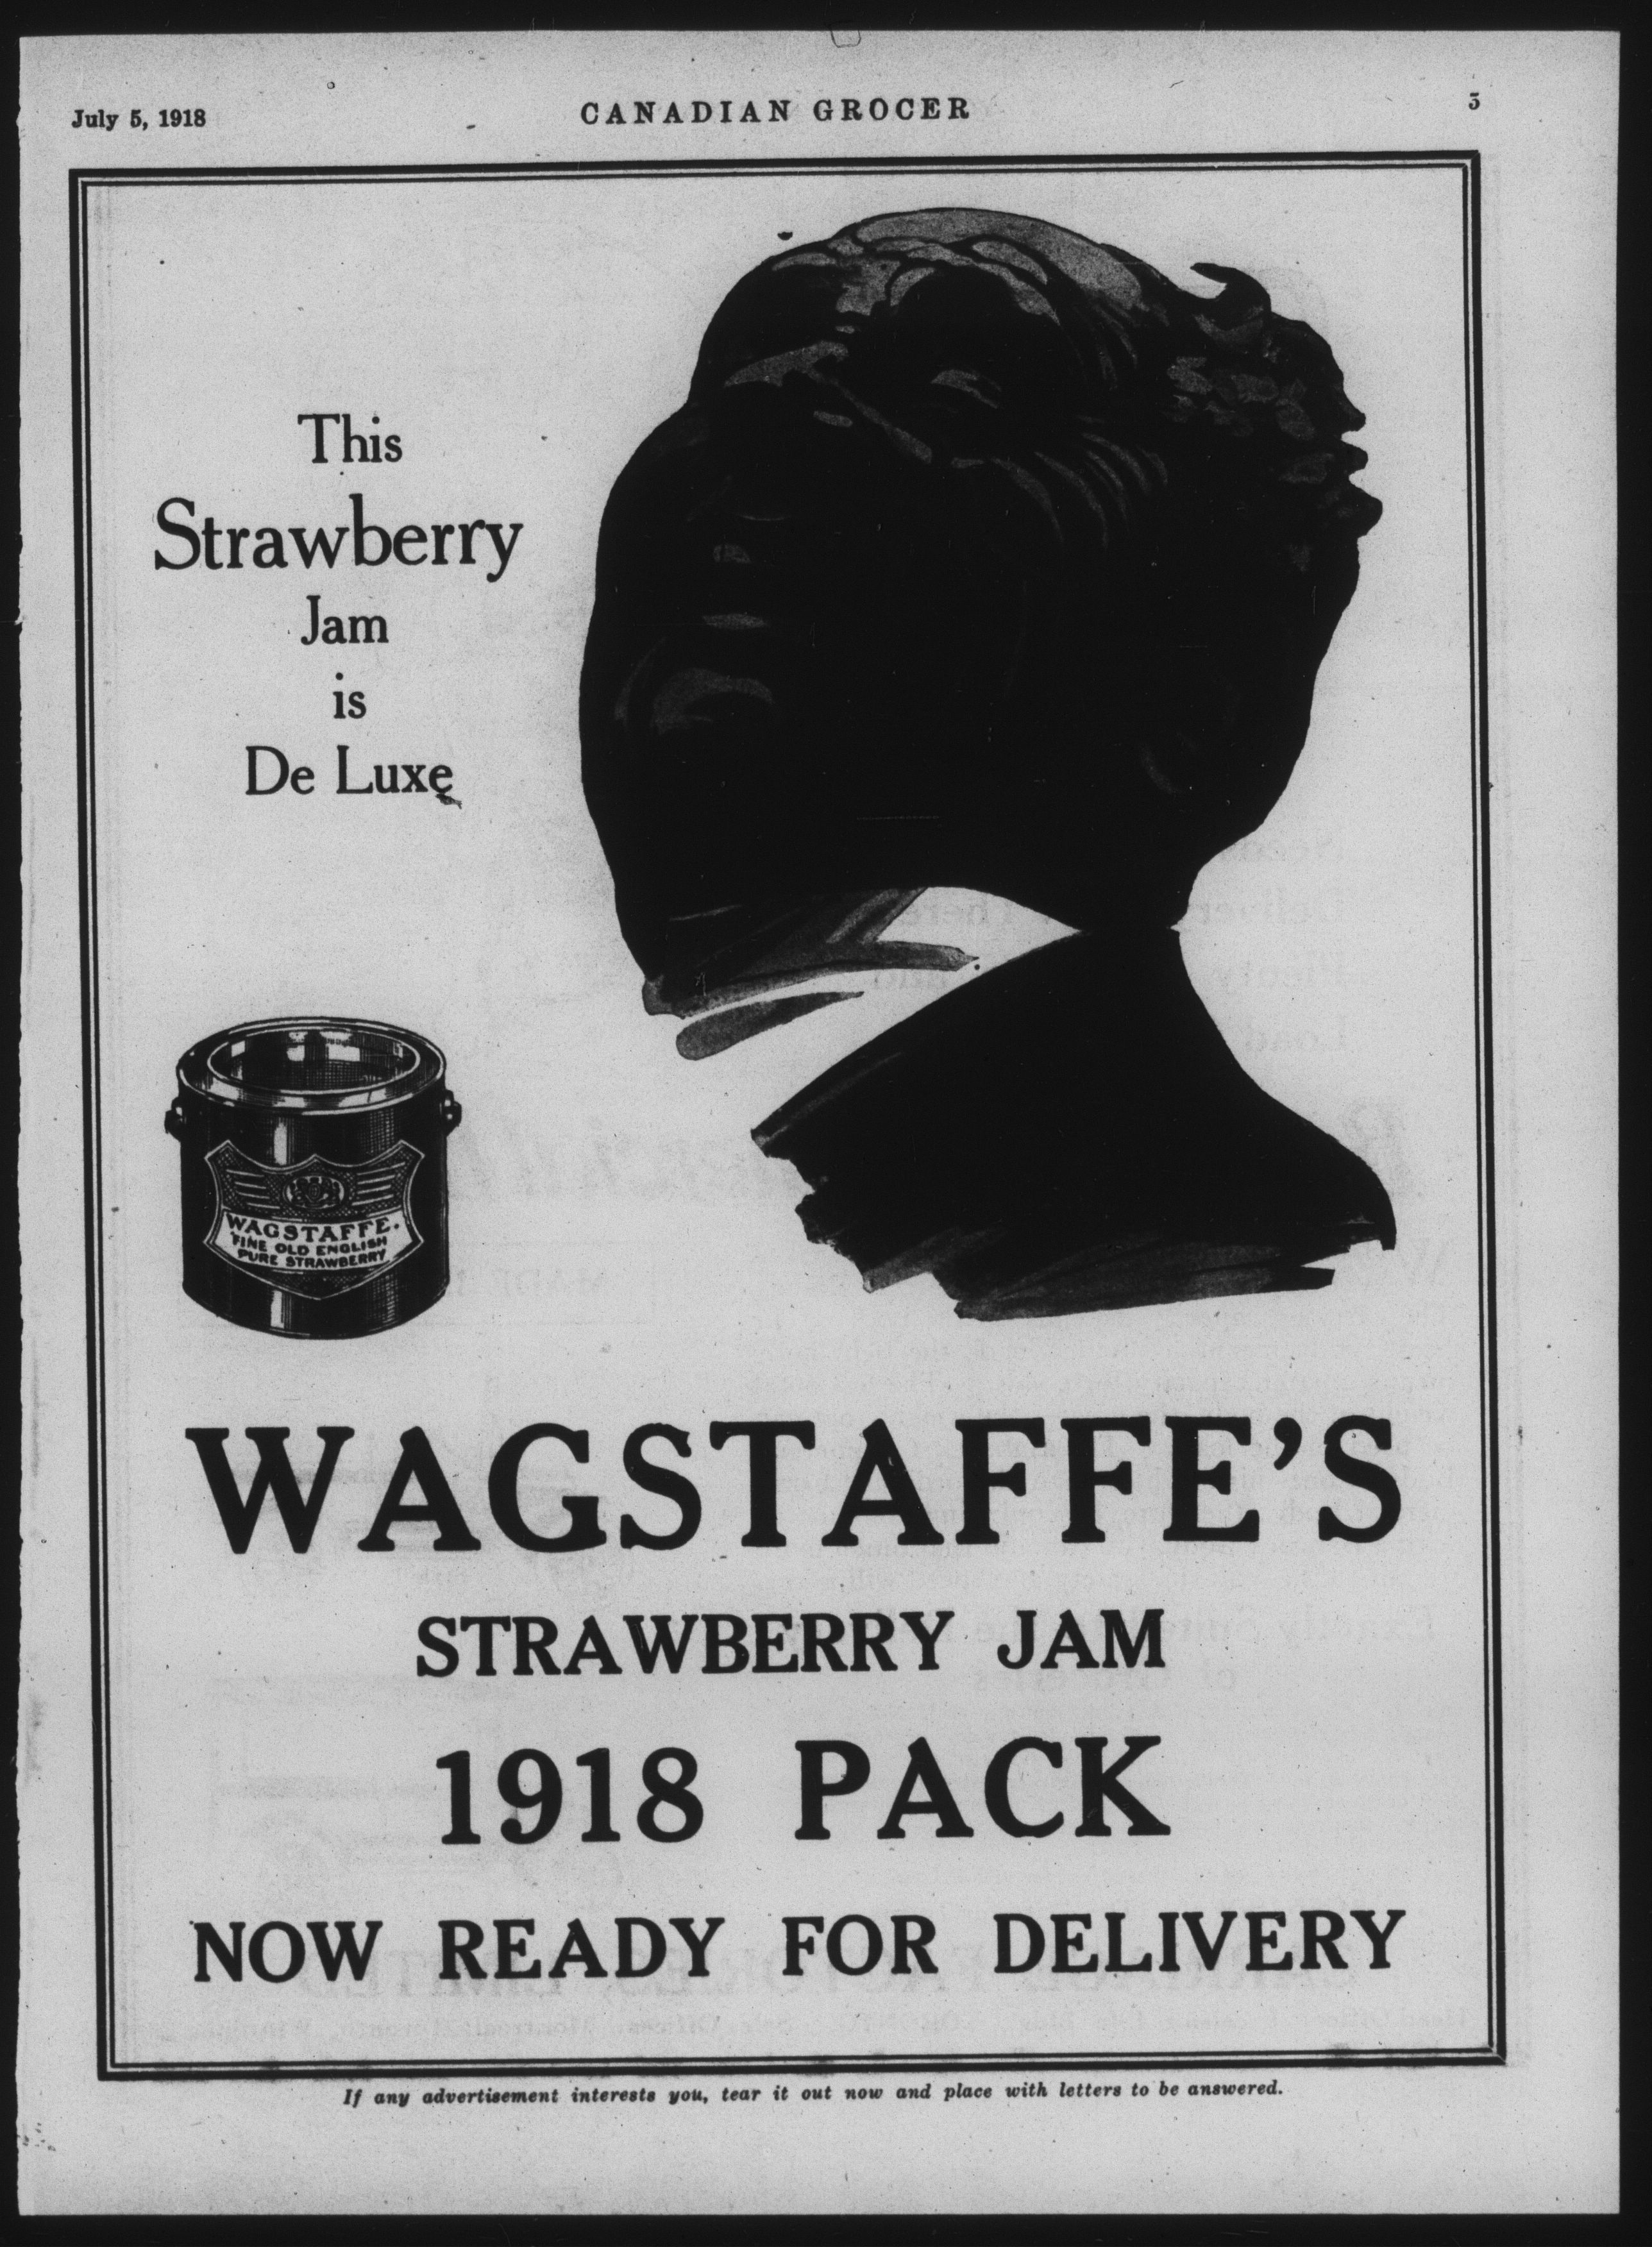 July 5, 1918
CANADIAN GROCER
3
This
Strawberry
Jam
is
De Luxe
WAGSTAFFE.
FINE OLD ENGLISH
PURE STRAWBERRY
WAGSTAFFE'S
STRAWBERRY JAM
1918 PACK
NOW READY FOR DELIVERY
If any advertisement interests you, tear it out now and place with letters to be answered.